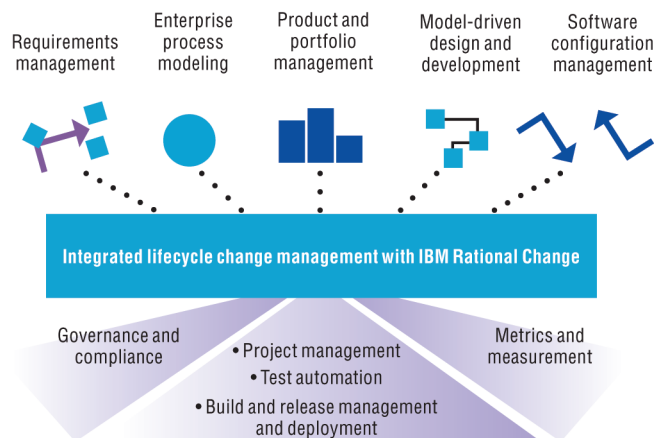 Requirements
management
Enterprise
process
modeling
Product and
portfolio
management
Model-driven
design and
development
Software
configuration
management
Integrated lifecycle change management with IBM Rational Change
Governance and
compliance
• Project management
• Test automation
• Build and release management
and deployment
Metrics and
measurement